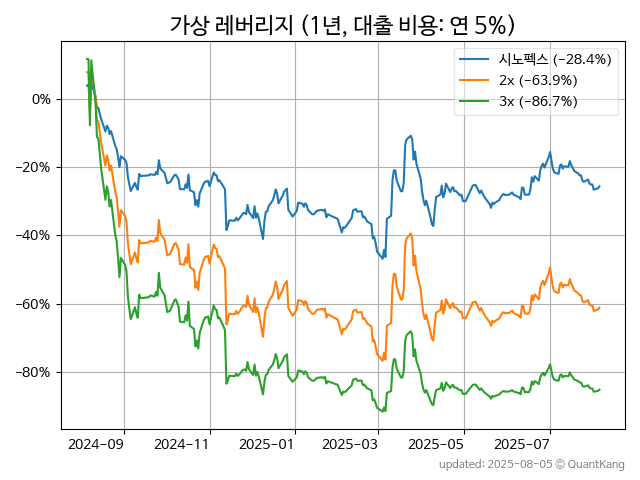 가상 레버리지 (1년, 대출 비용: 연 5%)
시노펙스 (−28.4%)
2x (−63.9%)
3x (−86.7%)
0%
−20%
−40%
−60%
−80%
2024−09 2024−11 2025−01 2025−03 2025−05 2025−07
updated: 2025-08-05 © QuantKang